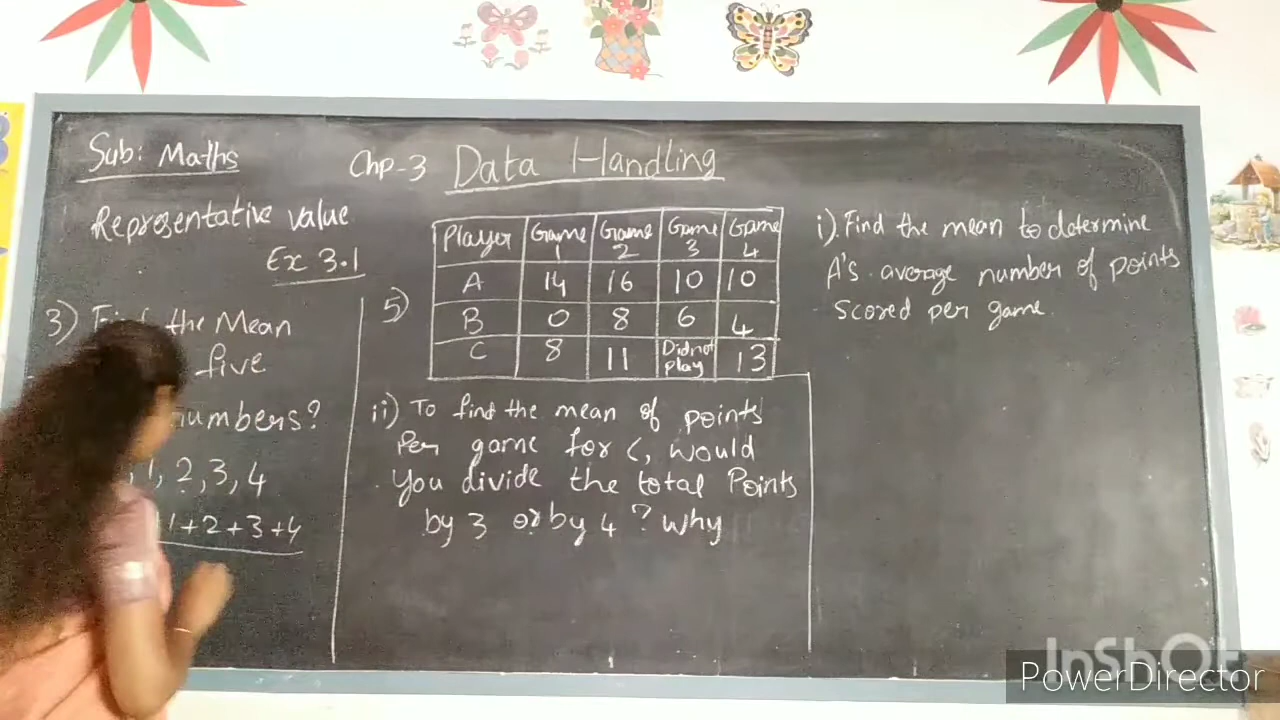 Sub: Maths
Chp-3 Data Handling
Representative value
Ex 3.1
3) Find the Mean
five
numbers?
1, 2, 3, 4
1+2+3+4
5)
Player Game 1 Game 2 Game 3 Game 4
A 14 16 10 10
B 0 8 6 4
C 8 11 Did not play 13
ii) To find the mean of points
Per game for C, would
You divide the total Points
by 3 or by 4 ? Why
i). Find the mean to determine
A's average number of points
scored per game.
InShOt
PowerDirector